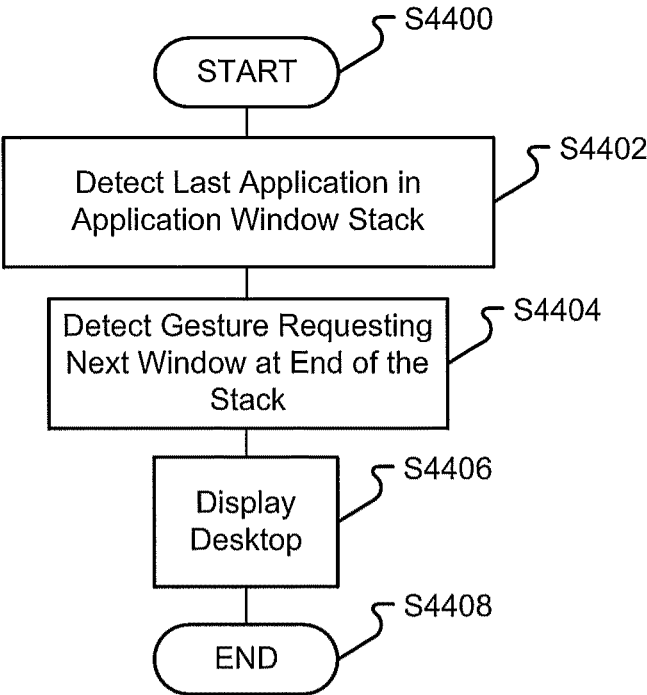 S4400
START
S4402
Detect Last Application in
Application Window Stack
S4404
Detect Gesture Requesting
Next Window at End of the
Stack
S4406
Display
Desktop
S4408
END